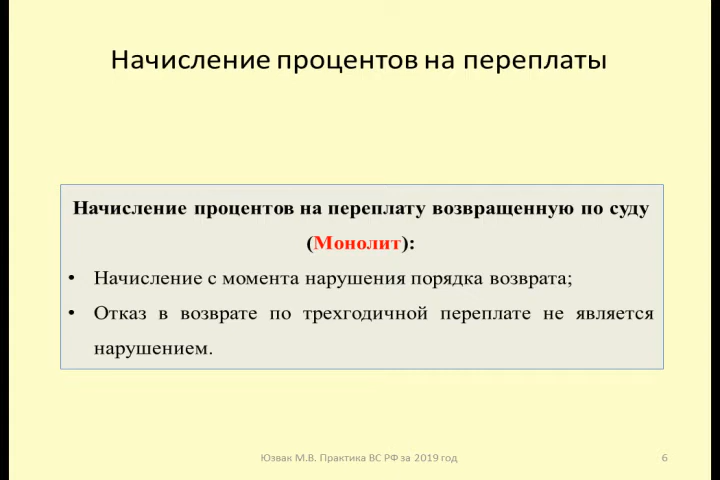 Начисление процентов на переплаты
Начисление процентов на переплату возвращенную по суду
(Монолит):
• Начисление с момента нарушения порядка возврата;
• Отказ в возврате по трехгодичной переплате не является
нарушением.
Юзвак М.В. Практика ВС РФ за 2019 год
6